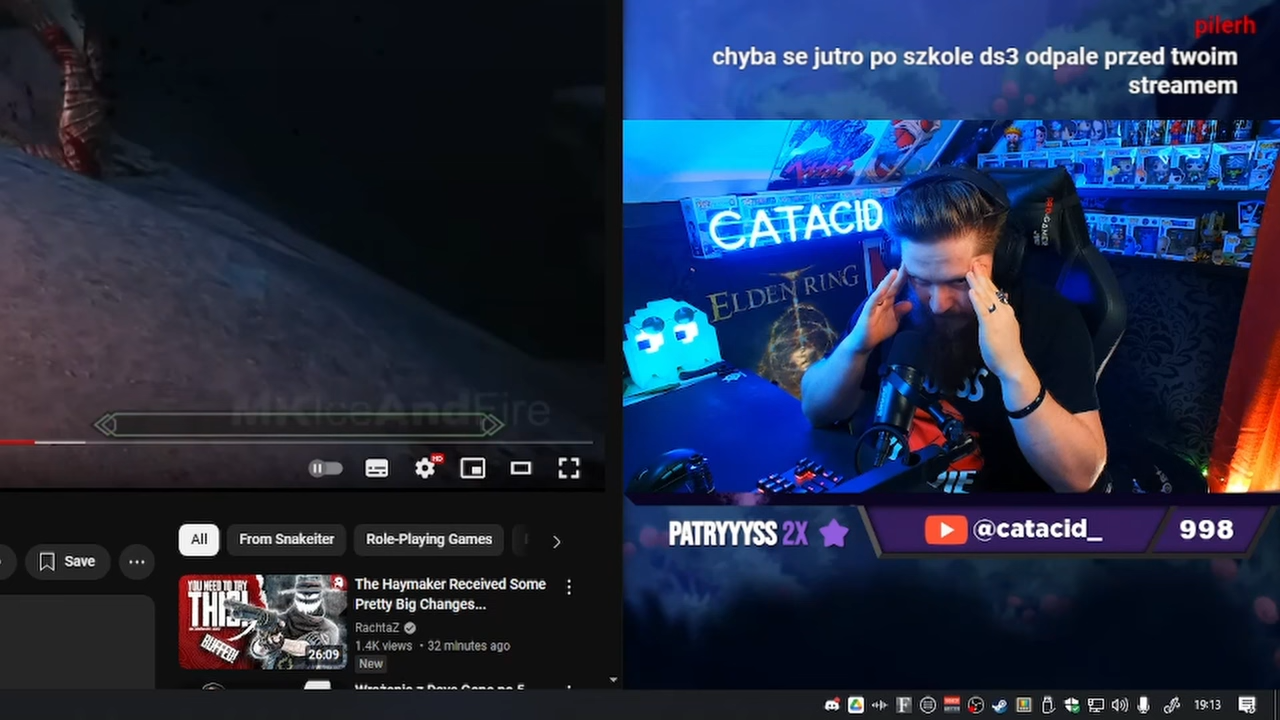 pilerh
chyba se jutro po szkole ds3 odpale przed twoim
streamem
CATACID
ELDEN RING
MKIceAndFire
HD
PATRYYYSS 2X
@catacid_
998
Save
All
From Snakeiter
Role-Playing Games
YOU NEED TO TRY
THIS!
BUFFED!
26:09
The Haymaker Received Some
Pretty Big Changes...
RachtaZ
1.4K views • 32 minutes ago
New
19:13